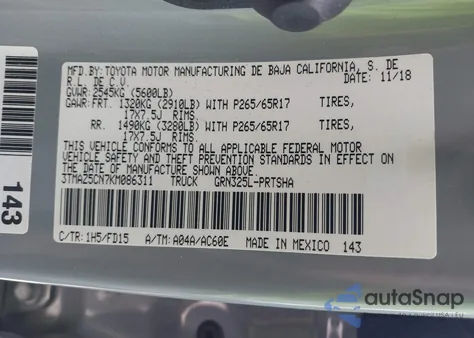 MFD.BY: TOYOTA MOTOR MANUFACTURING DE BAJA CALIFORNIA, S. DE
R.L. DE C.V. DATE: 11/18
GVWR: 2545KG (5600LB)
GAWR: FRT. 1320KG (2910LB) WITH P265/65R17 TIRES,
17X7.5J RIMS,
RR. 1490KG (3280LB) WITH P265/65R17 TIRES,
17X7.5J RIMS,
THIS VEHICLE CONFORMS TO ALL APPLICABLE FEDERAL MOTOR
VEHICLE SAFETY AND THEFT PREVENTION STANDARDS IN EFFECT
ON THE DATE OF MANUFACTURE SHOWN ABOVE.
3TMAZ5CN7KM086311 TRUCK GRN325L-PRTSHA
C/TR: 1H5/FD15 A/TM: A04A/AC60E MADE IN MEXICO 143
143
autoSnap